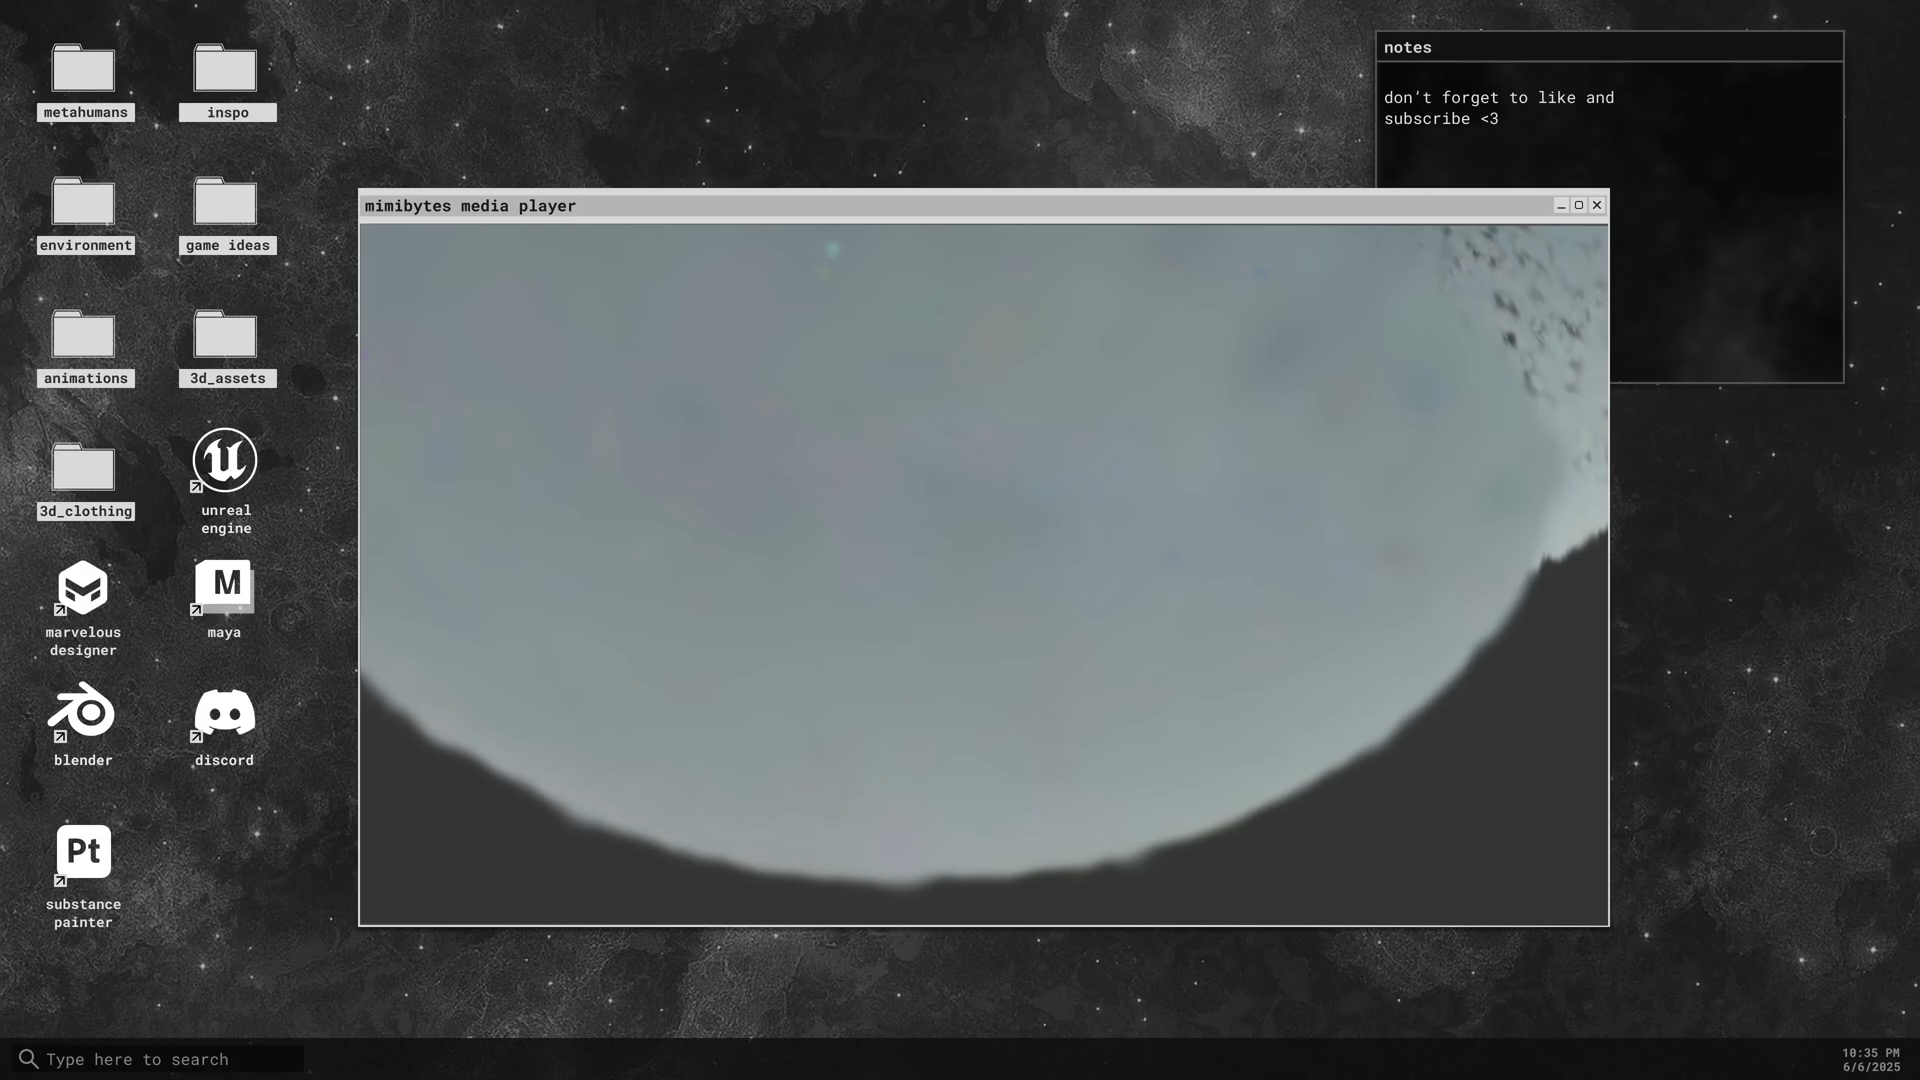 metahumans
inspo
environment
game ideas
animations
3d_assets
3d_clothing
unreal
engine
marvelous
designer
M
maya
blender
discord
Pt
substance
painter
notes
don't forget to like and
subscribe <3
mimibytes media player
Type here to search
10:35 PM
6/6/2025